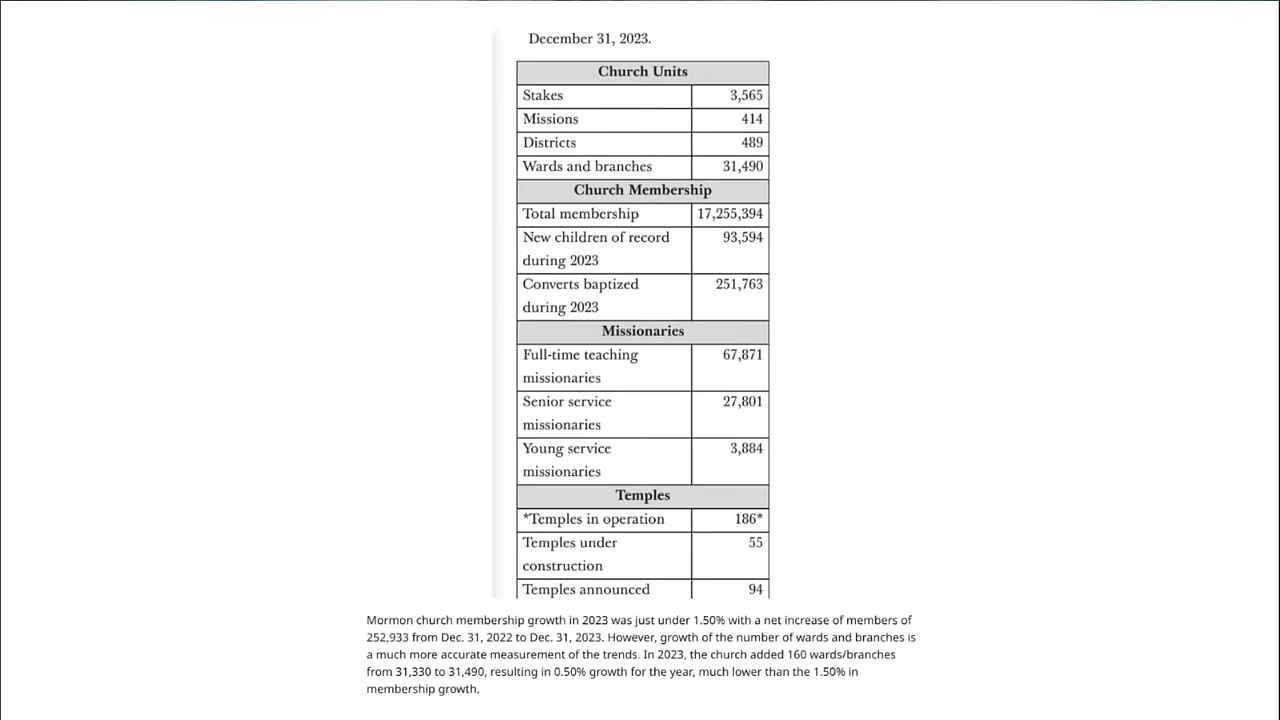 December 31, 2023.
Church Units
Stakes 3,565
Missions 414
Districts 489
Wards and branches 31,490
Church Membership
Total membership 17,255,394
New children of record 93,594
during 2023
Converts baptized 251,763
during 2023
Missionaries
Full-time teaching 67,871
missionaries
Senior service 27,801
missionaries
Young service 3,884
missionaries
Temples
*Temples in operation 186*
Temples under 55
construction
Temples announced 94
Mormon church membership growth in 2023 was just under 1.50% with a net increase of members of
252,933 from Dec. 31, 2022 to Dec. 31, 2023. However, growth of the number of wards and branches is
a much more accurate measurement of the trends. In 2023, the church added 160 wards/branches
from 31,330 to 31,490, resulting in 0.50% growth for the year, much lower than the 1.50% in
membership growth.